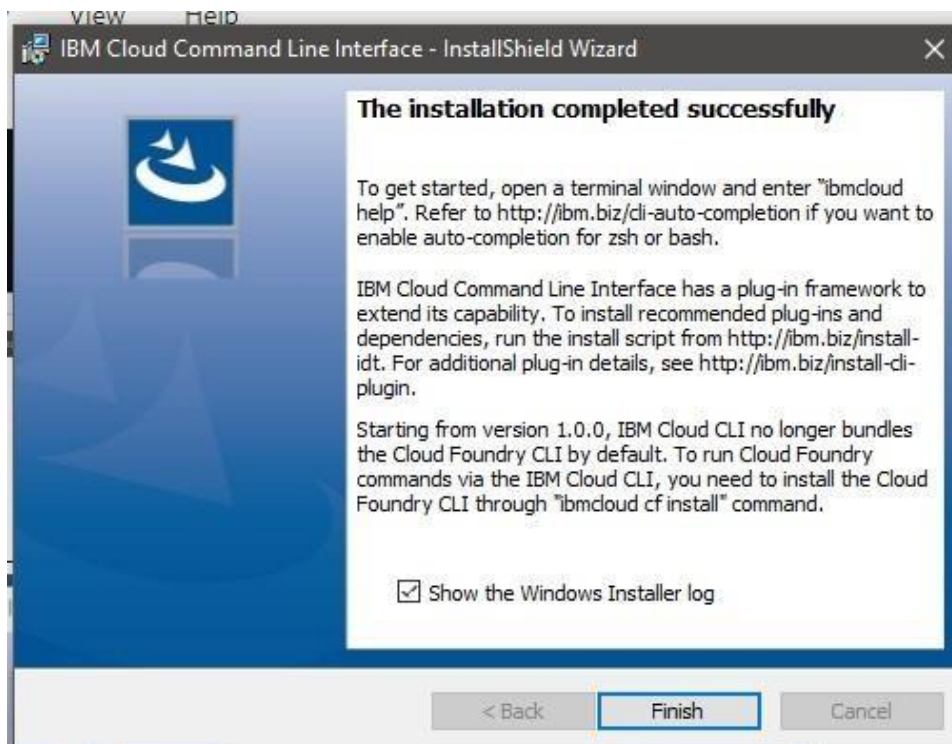 View Help
IBM Cloud Command Line Interface - InstallShield Wizard
The installation completed successfully
To get started, open a terminal window and enter "ibmcloud
help". Refer to http://ibm.biz/cli-auto-completion if you want to
enable auto-completion for zsh or bash.
IBM Cloud Command Line Interface has a plug-in framework to
extend its capability. To install recommended plug-ins and
dependencies, run the install script from http://ibm.biz/install-
idt. For additional plug-in details, see http://ibm.biz/install-cli-
plugin.
Starting from version 1.0.0, IBM Cloud CLI no longer bundles
the Cloud Foundry CLI by default. To run Cloud Foundry
commands via the IBM Cloud CLI, you need to install the Cloud
Foundry CLI through "ibmcloud cf install" command.
Show the Windows Installer log
< Back Finish Cancel